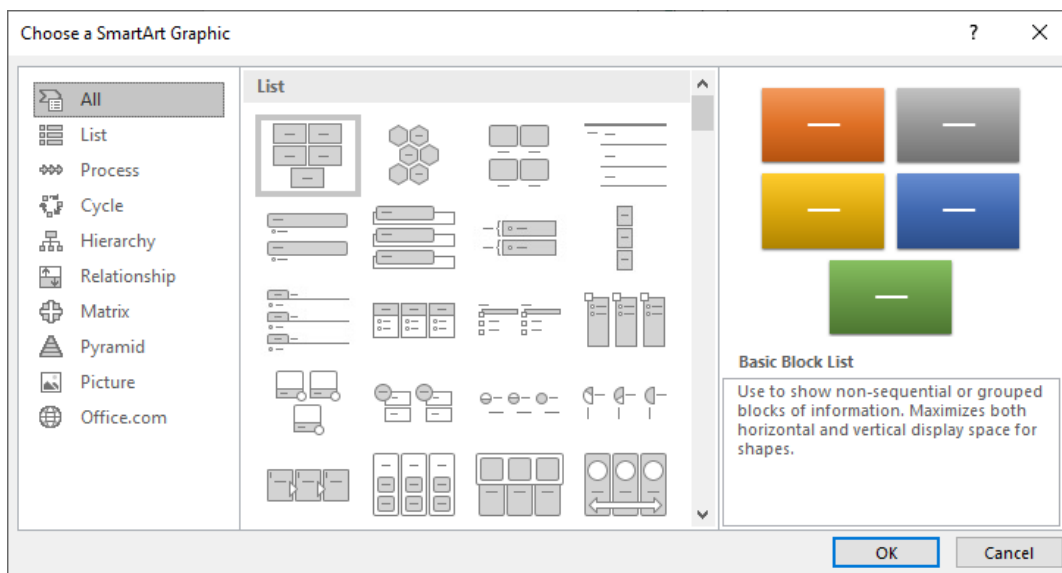 Choose a SmartArt Graphic
?
All
List
Process
Cycle
Hierarchy
Relationship
Matrix
Pyramid
Picture
Office.com
List
Basic Block List
Use to show non-sequential or grouped
blocks of information. Maximizes both
horizontal and vertical display space for
shapes.
OK
Cancel